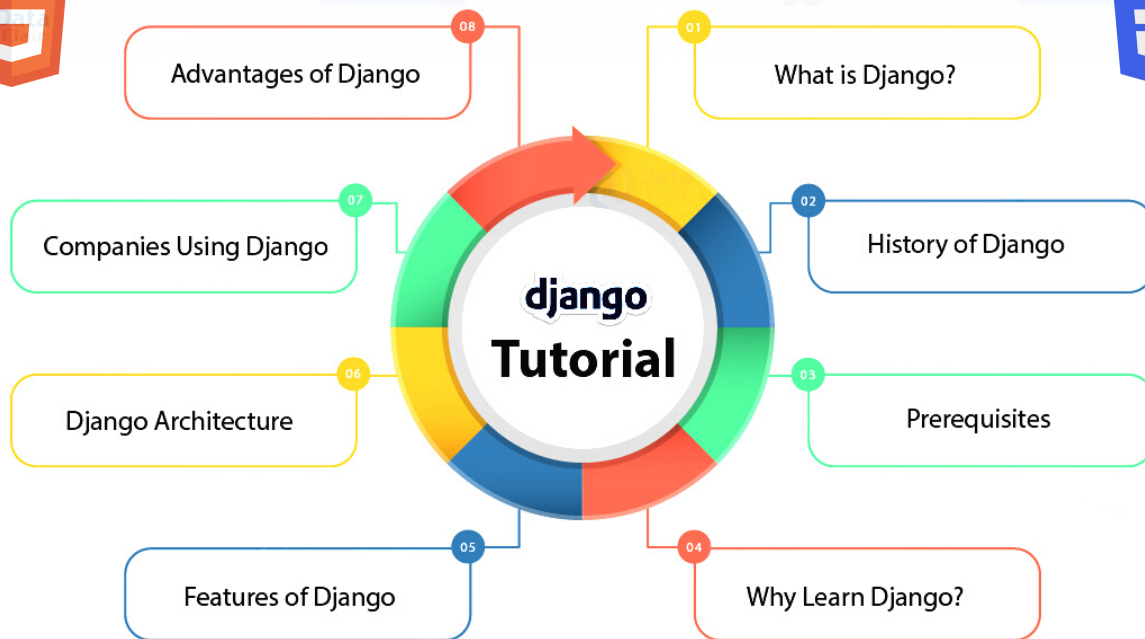 08
Advantages of Django
01
What is Django?
07
Companies Using Django
02
History of Django
django
Tutorial
06
Django Architecture
03
Prerequisites
05
Features of Django
04
Why Learn Django?